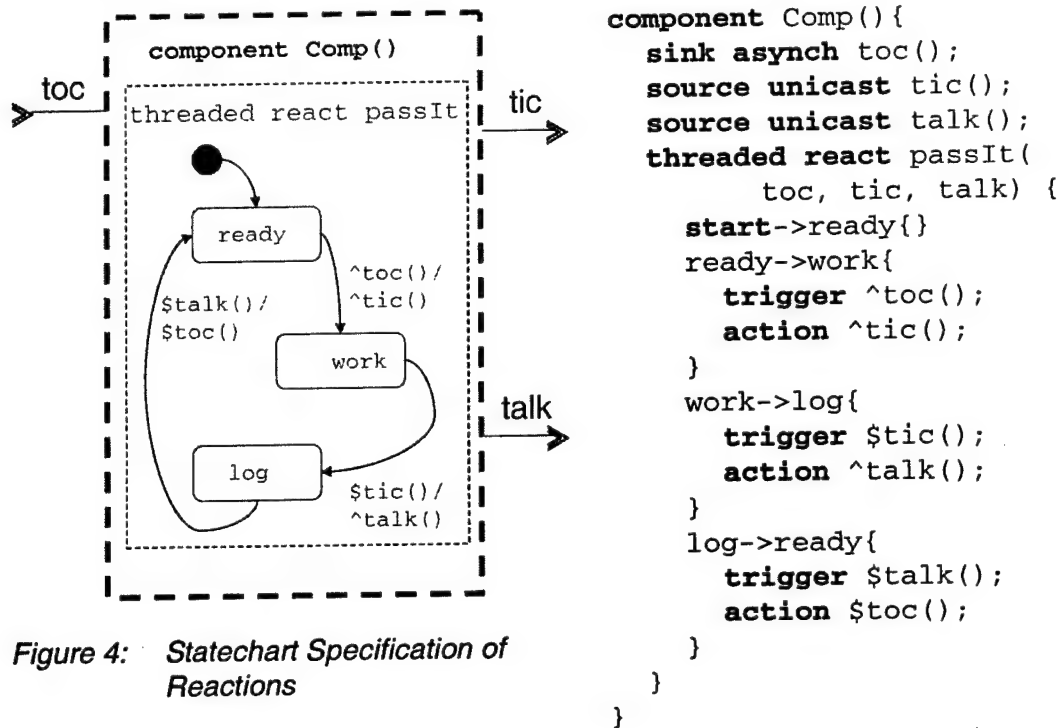 component Comp()
toc
threaded react passIt
tic
ready
^toc()/
^tic()
$talk()/
$toc()
work
talk
log
$tic()/
^talk()
Figure 4: Statechart Specification of
Reactions
component Comp(){
sink asynch toc();
source unicast tic();
source unicast talk();
threaded react passIt(
toc, tic, talk) {
start->ready{}
ready->work{
trigger ^toc();
action ^tic();
}
work->log{
trigger $tic();
action ^talk();
}
log->ready{
trigger $talk();
action $toc();
}
}
}